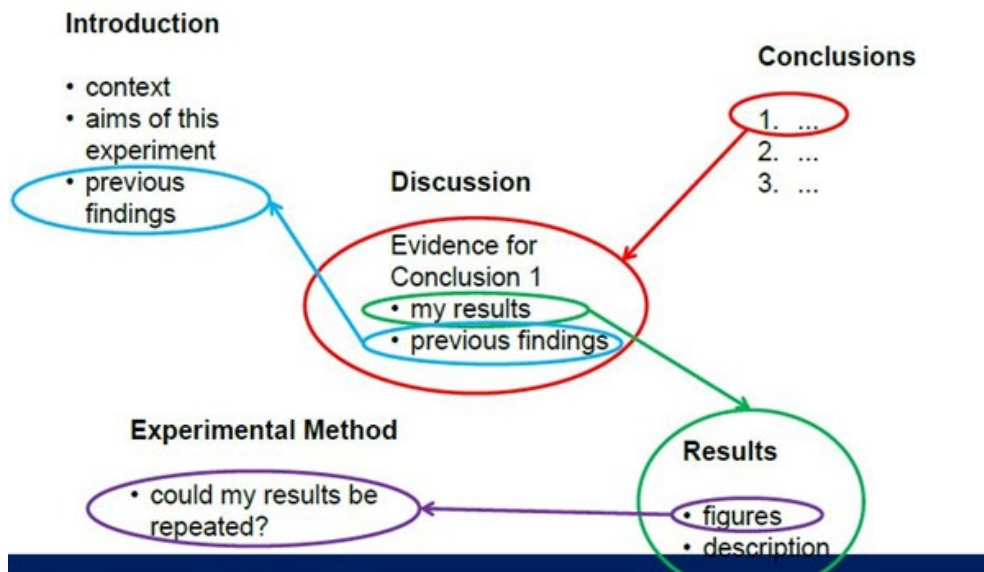 Introduction
• context
• aims of this
experiment
• previous
findings
Conclusions
1. ...
2. ...
3. ...
Discussion
Evidence for
Conclusion 1
• my results
• previous findings
Experimental Method
• could my results be
repeated?
Results
• figures
• description